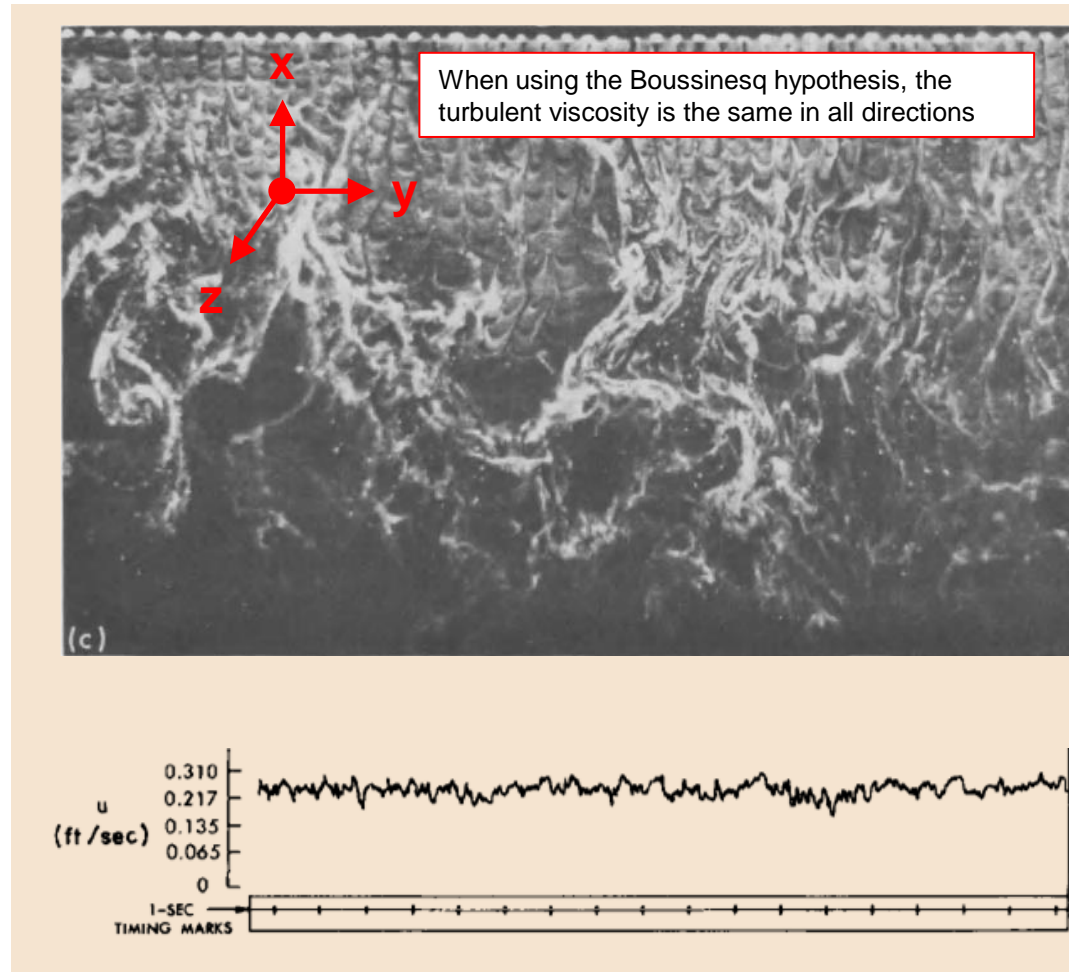 x
When using the Boussinesq hypothesis, the
turbulent viscosity is the same in all directions
y
z
(c)
0.310
u
0.217
(ft/sec)
0.135
0.065
0
1-SEC
TIMING MARKS